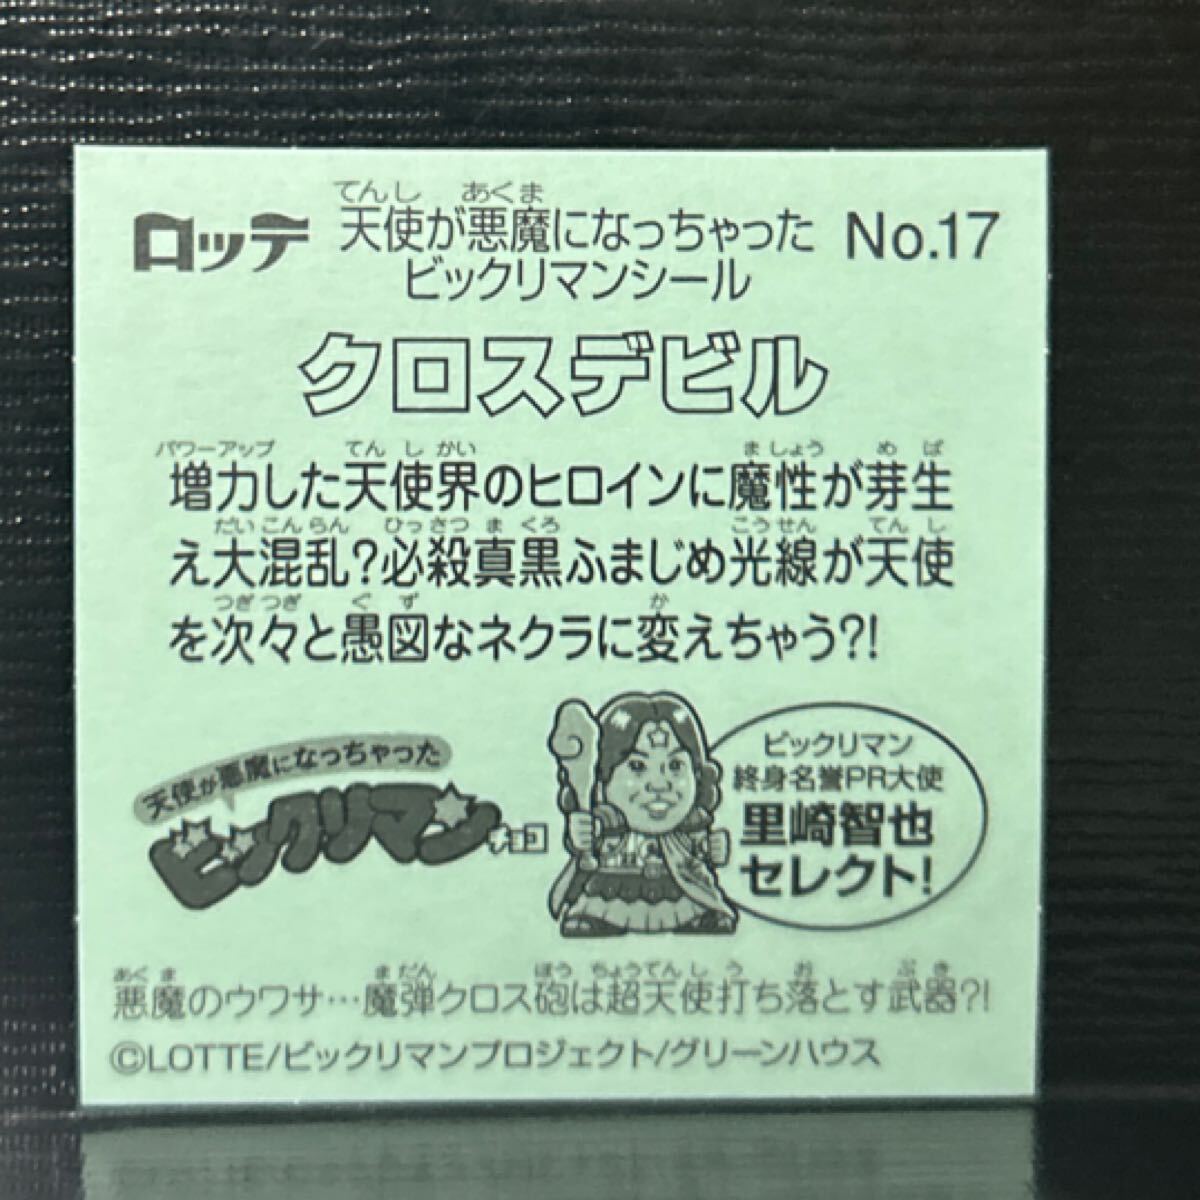 ロッテ
てんし あくま
天使が悪魔になっちゃった
ビックリマンシール
No.17
クロスデビル
パワーアップ てんしかい ましょう めば
増力した天使界のヒロインに魔性が芽生
だいこんらん ひっさつまくろ こうせん てんし
え大混乱?必殺真黒ふまじめ光線が天使
つぎつぎ ぐず か
を次々と愚図なネクラに変えちゃう?!
天使が悪魔になっちゃった
ビックリマン
チョコ
ビックリマン
終身名誉PR大使
里崎智也
セレクト!
あくま まだん ほう ちょうてんしう お ぶき
悪魔のウワサ…魔弾クロス砲は超天使打ち落とす武器?!
©LOTTE/ビックリマンプロジェクト/グリーンハウス